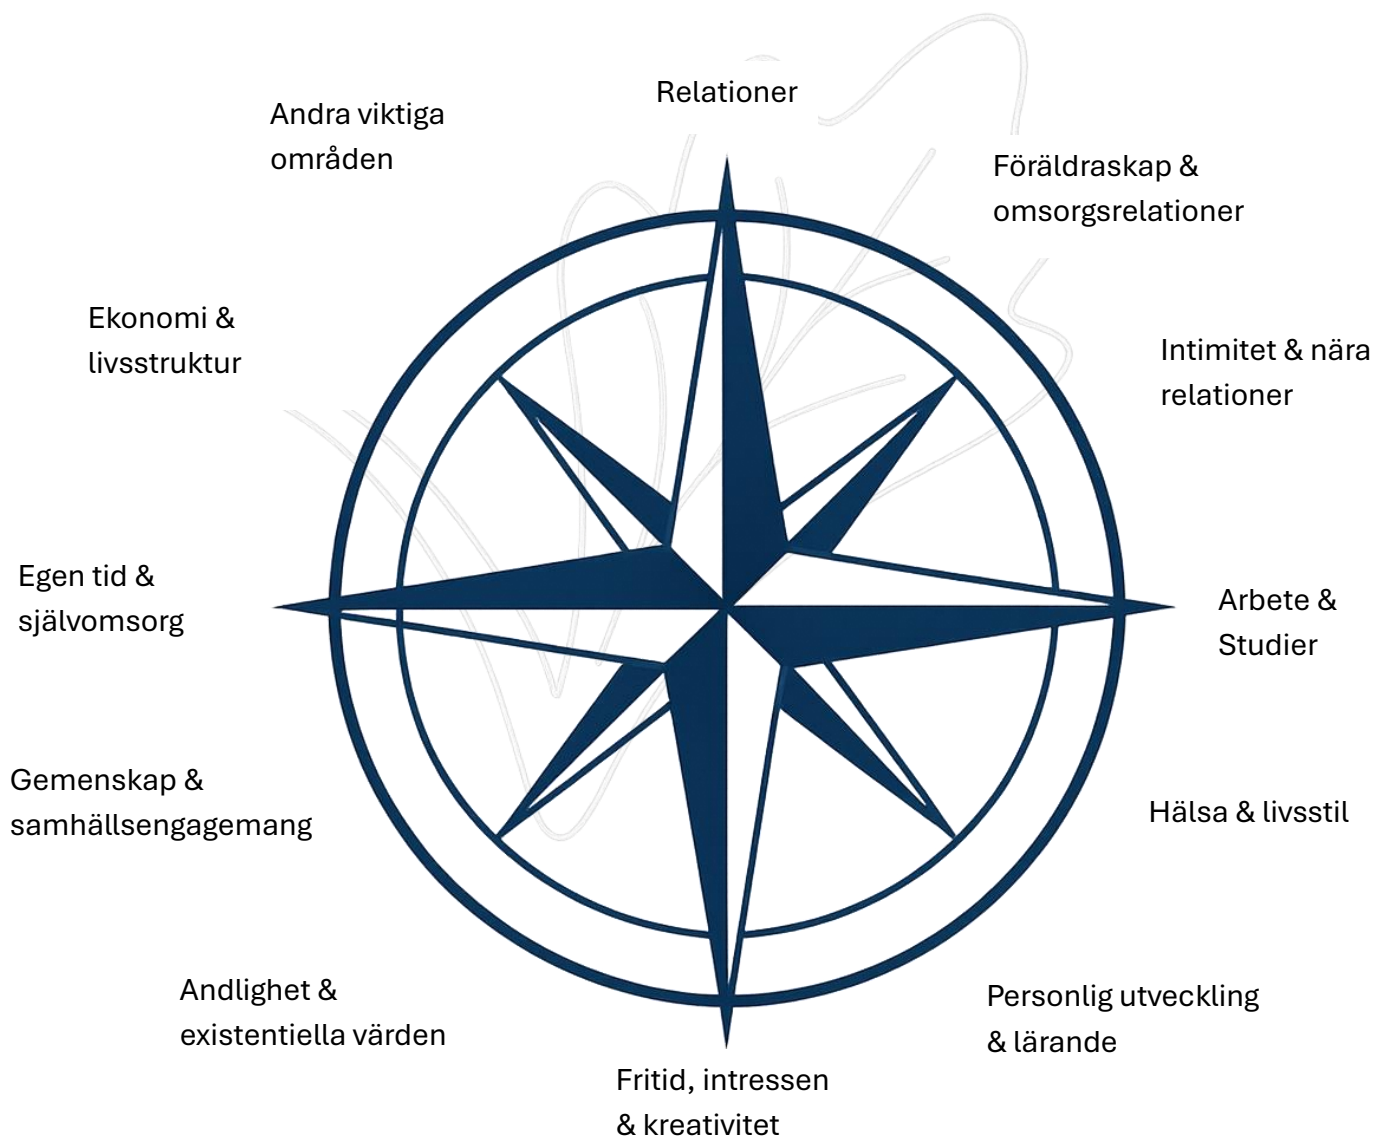 Relationer
Andra viktiga
områden
Föräldraskap &
omsorgsrelationer
Ekonomi &
livsstruktur
Intimitet & nära
relationer
Egen tid &
självomsorg
Arbete &
Studier
Gemenskap &
samhällsengagemang
Hälsa & livsstil
Andlighet &
existentiella värden
Personlig utveckling
& lärande
Fritid, intressen
& kreativitet